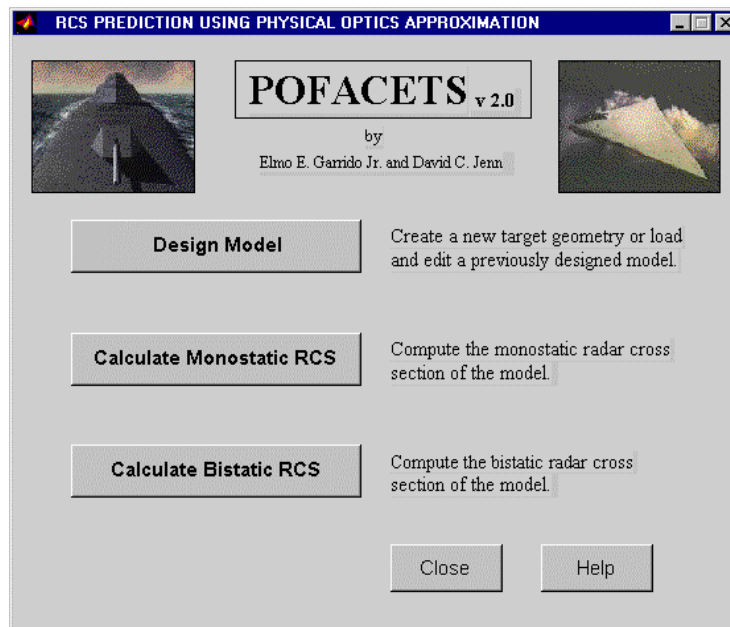 RCS PREDICTION USING PHYSICAL OPTICS APPROXIMATION
POFACETS v 2.0
by
Elmo E. Garrido Jr. and David C. Jenn
Design Model
Create a new target geometry or load
and edit a previously designed model.
Calculate Monostatic RCS
Compute the monostatic radar cross
section of the model.
Calculate Bistatic RCS
Compute the bistatic radar cross
section of the model.
Close
Help